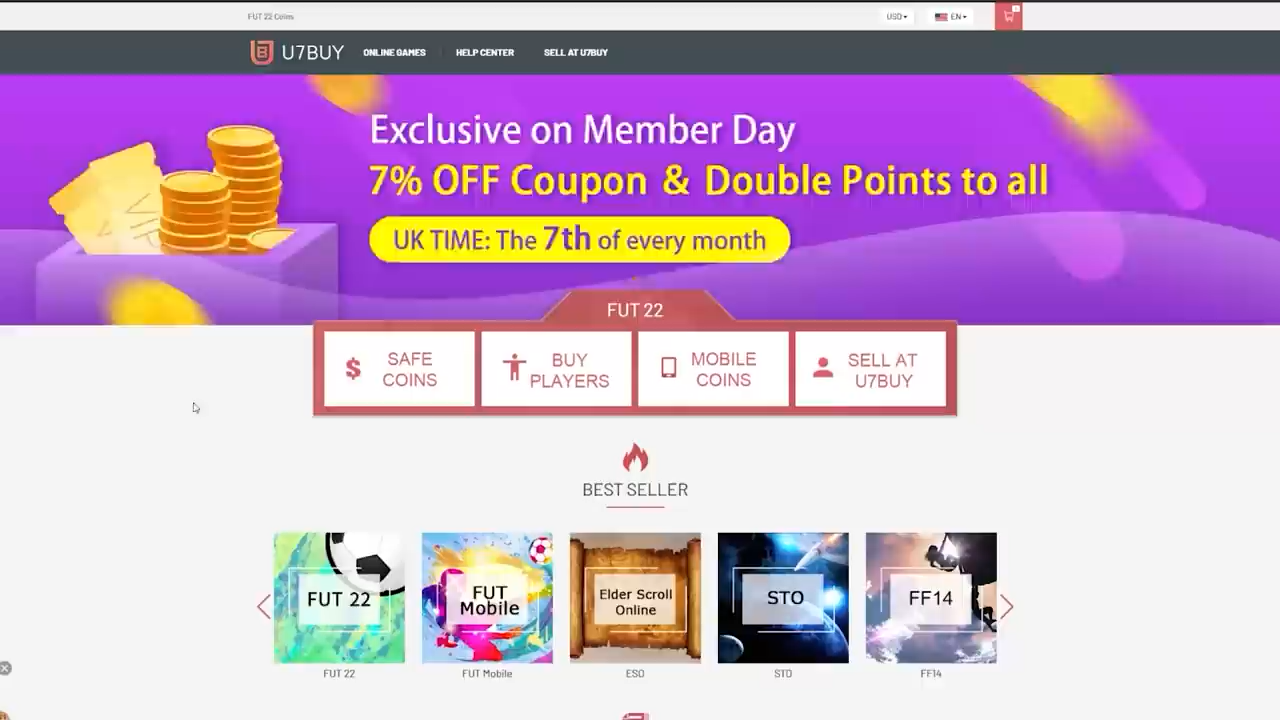 FUT 22 Coins
USD
EN
U7BUY
ONLINE GAMES
HELP CENTER
SELL AT U7BUY
Exclusive on Member Day
7% OFF Coupon & Double Points to all
UK TIME: The 7th of every month
FUT 22
SAFE
COINS
BUY
PLAYERS
MOBILE
COINS
SELL AT
U7BUY
BEST SELLER
FUT 22
FUT
Mobile
Elder Scroll
Online
STO
FF14
FUT 22
FUT Mobile
ESO
STO
FF14